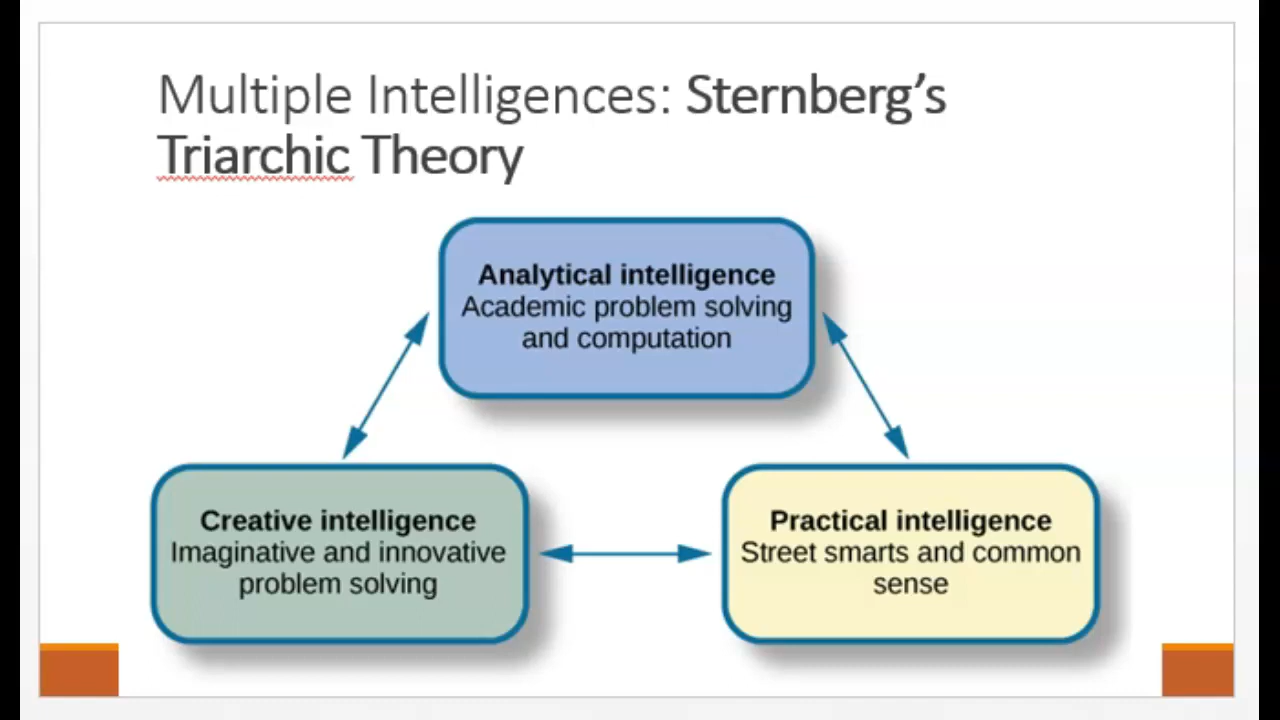 Multiple Intelligences: Sternberg’s
Triarchic Theory
Analytical intelligence
Academic problem solving
and computation
Creative intelligence
Imaginative and innovative
problem solving
Practical intelligence
Street smarts and common
sense